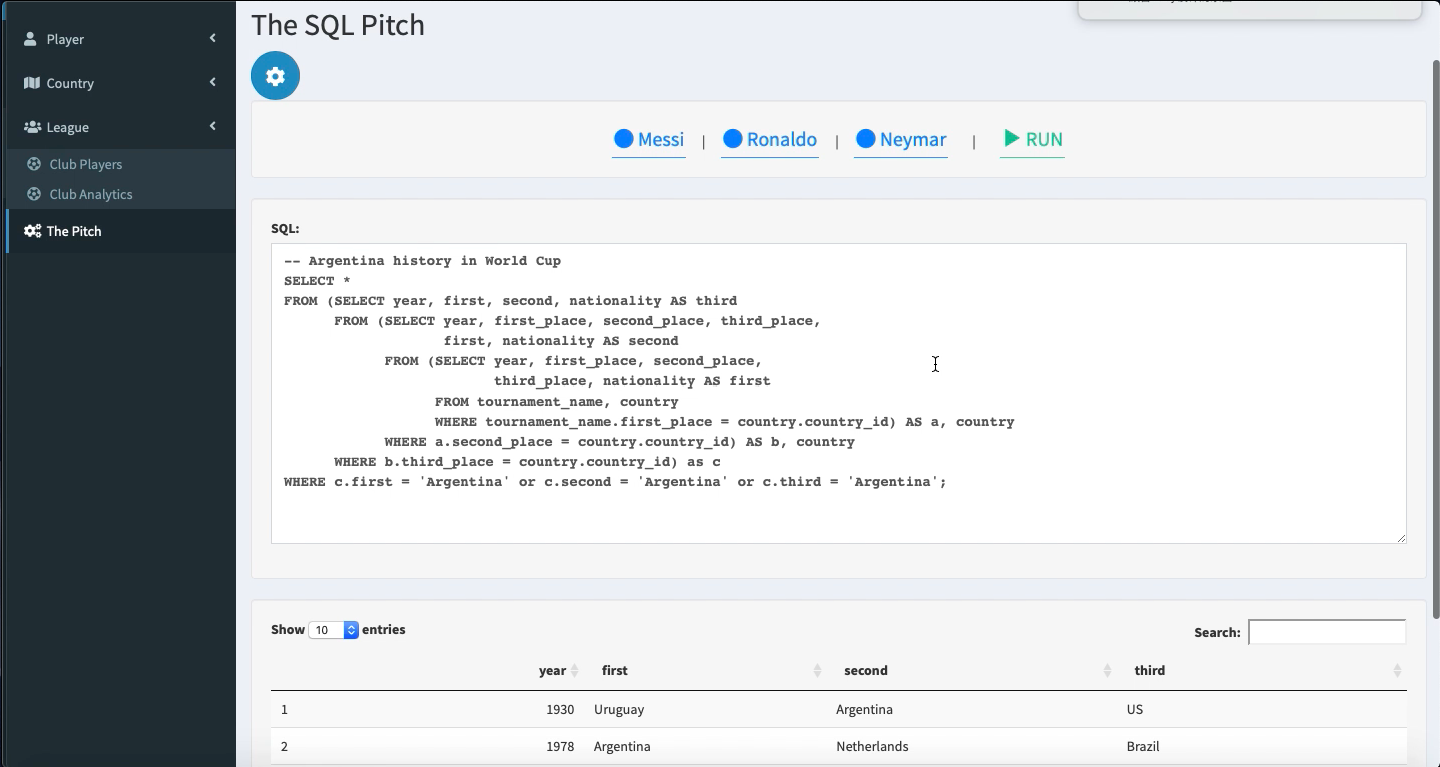 The SQL Pitch
Player
Country
League
Club Players
Club Analytics
The Pitch
Messi | Ronaldo | Neymar | RUN
SQL:
-- Argentina history in World Cup
SELECT *
FROM (SELECT year, first, second, nationality AS third
FROM (SELECT year, first_place, second_place, third_place,
first, nationality AS second
FROM (SELECT year, first_place, second_place,
third_place, nationality AS first
FROM tournament_name, country
WHERE tournament_name.first_place = country.country_id) AS a, country
WHERE a.second_place = country.country_id) AS b, country
WHERE b.third_place = country.country_id) as c
WHERE c.first = 'Argentina' or c.second = 'Argentina' or c.third = 'Argentina';
Show 10 entries
Search:
year first second third
1 1930 Uruguay Argentina US
2 1978 Argentina Netherlands Brazil